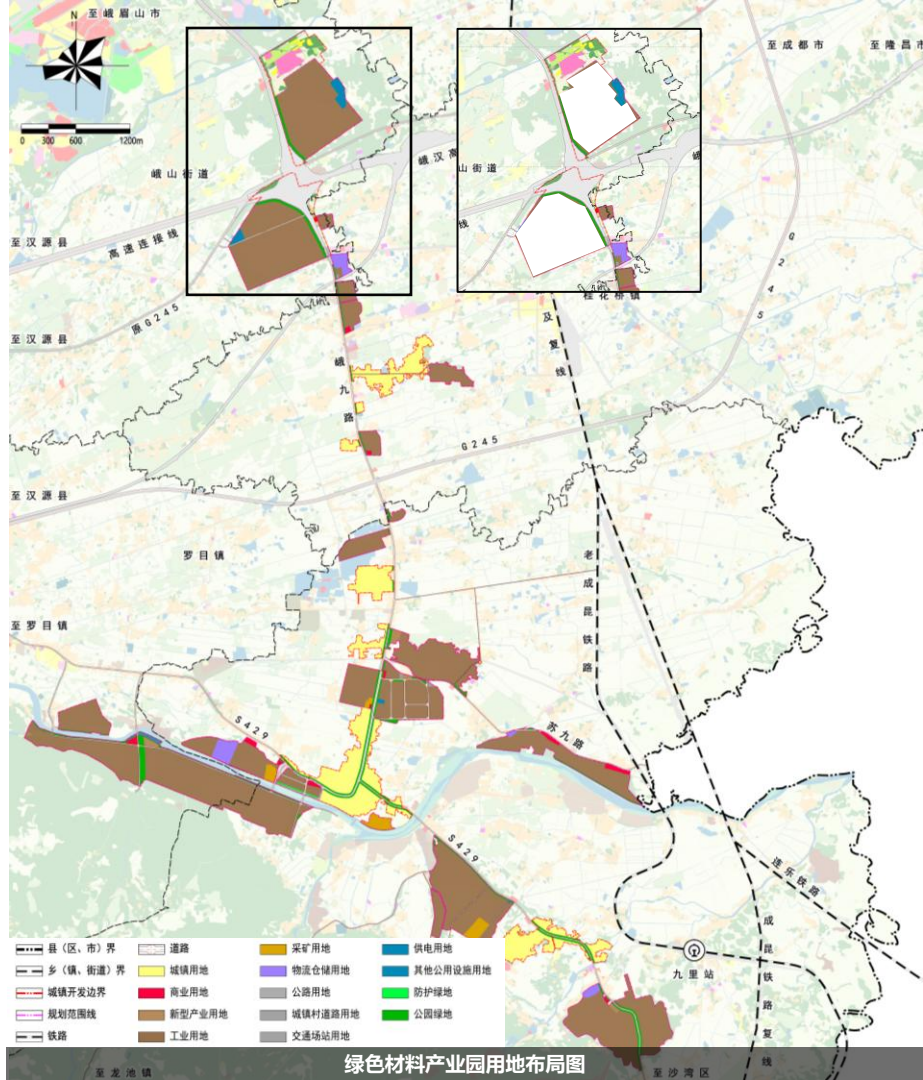 至峨眉山市
N
至成都市
至隆昌市
0 300 600 1200m
峨山街道
峨汉高
山街道
峨
线
至汉源县
高速连接线
G245
原G245
桂花桥镇
及复线
至汉源县
峨九路
G245
至汉源县
罗目镇
老成昆铁路
至罗目镇
S429
苏九路
S429
连乐铁路
成昆铁路复线
九里站
县（区、市）界
道路
采矿用地
供电用地
乡（镇、街道）界
城镇用地
物流仓储用地
其他公用设施用地
城镇开发边界
商业用地
公路用地
防护绿地
规划范围线
新型产业用地
城镇村道路用地
公园绿地
铁路
工业用地
交通场站用地
绿色材料产业园用地布局图
至龙池镇
至沙湾区